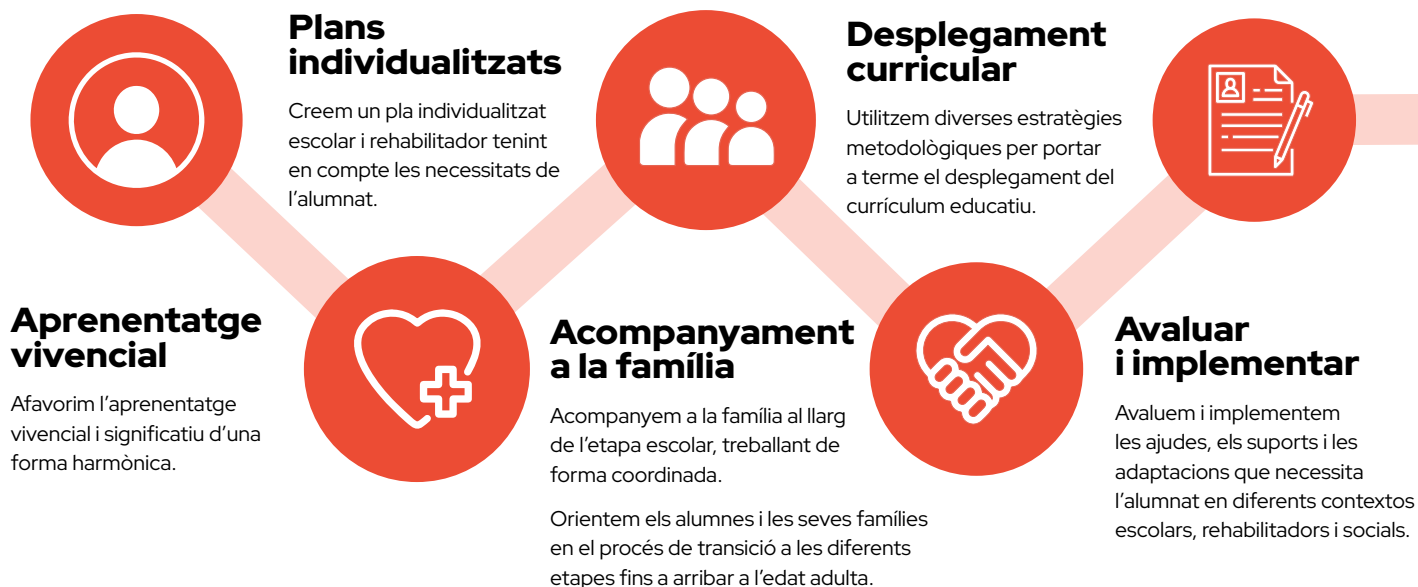 Plans
individualitzats
Creem un pla individualitzat
escolar i rehabilitador tenint
en compte les necessitats de
l’alumnat.
Desplegament
curricular
Utilitzem diverses estratègies
metodològiques per portar
a terme el desplegament del
currículum educatiu.
Aprenentatge
vivencial
Afavorim l’aprenentatge
vivencial i significatiu d’una
forma harmònica.
Acompanyament
a la família
Acompanyem a la família al llarg
de l’etapa escolar, treballant de
forma coordinada.
Orientem els alumnes i les seves famílies
en el procés de transició a les diferents
etapes fins a arribar a l’edat adulta.
Avaluar
i implementar
Avaluem i implementem
les ajudes, els suports i les
adaptacions que necessita
l’alumnat en diferents contextos
escolars, rehabilitadors i socials.